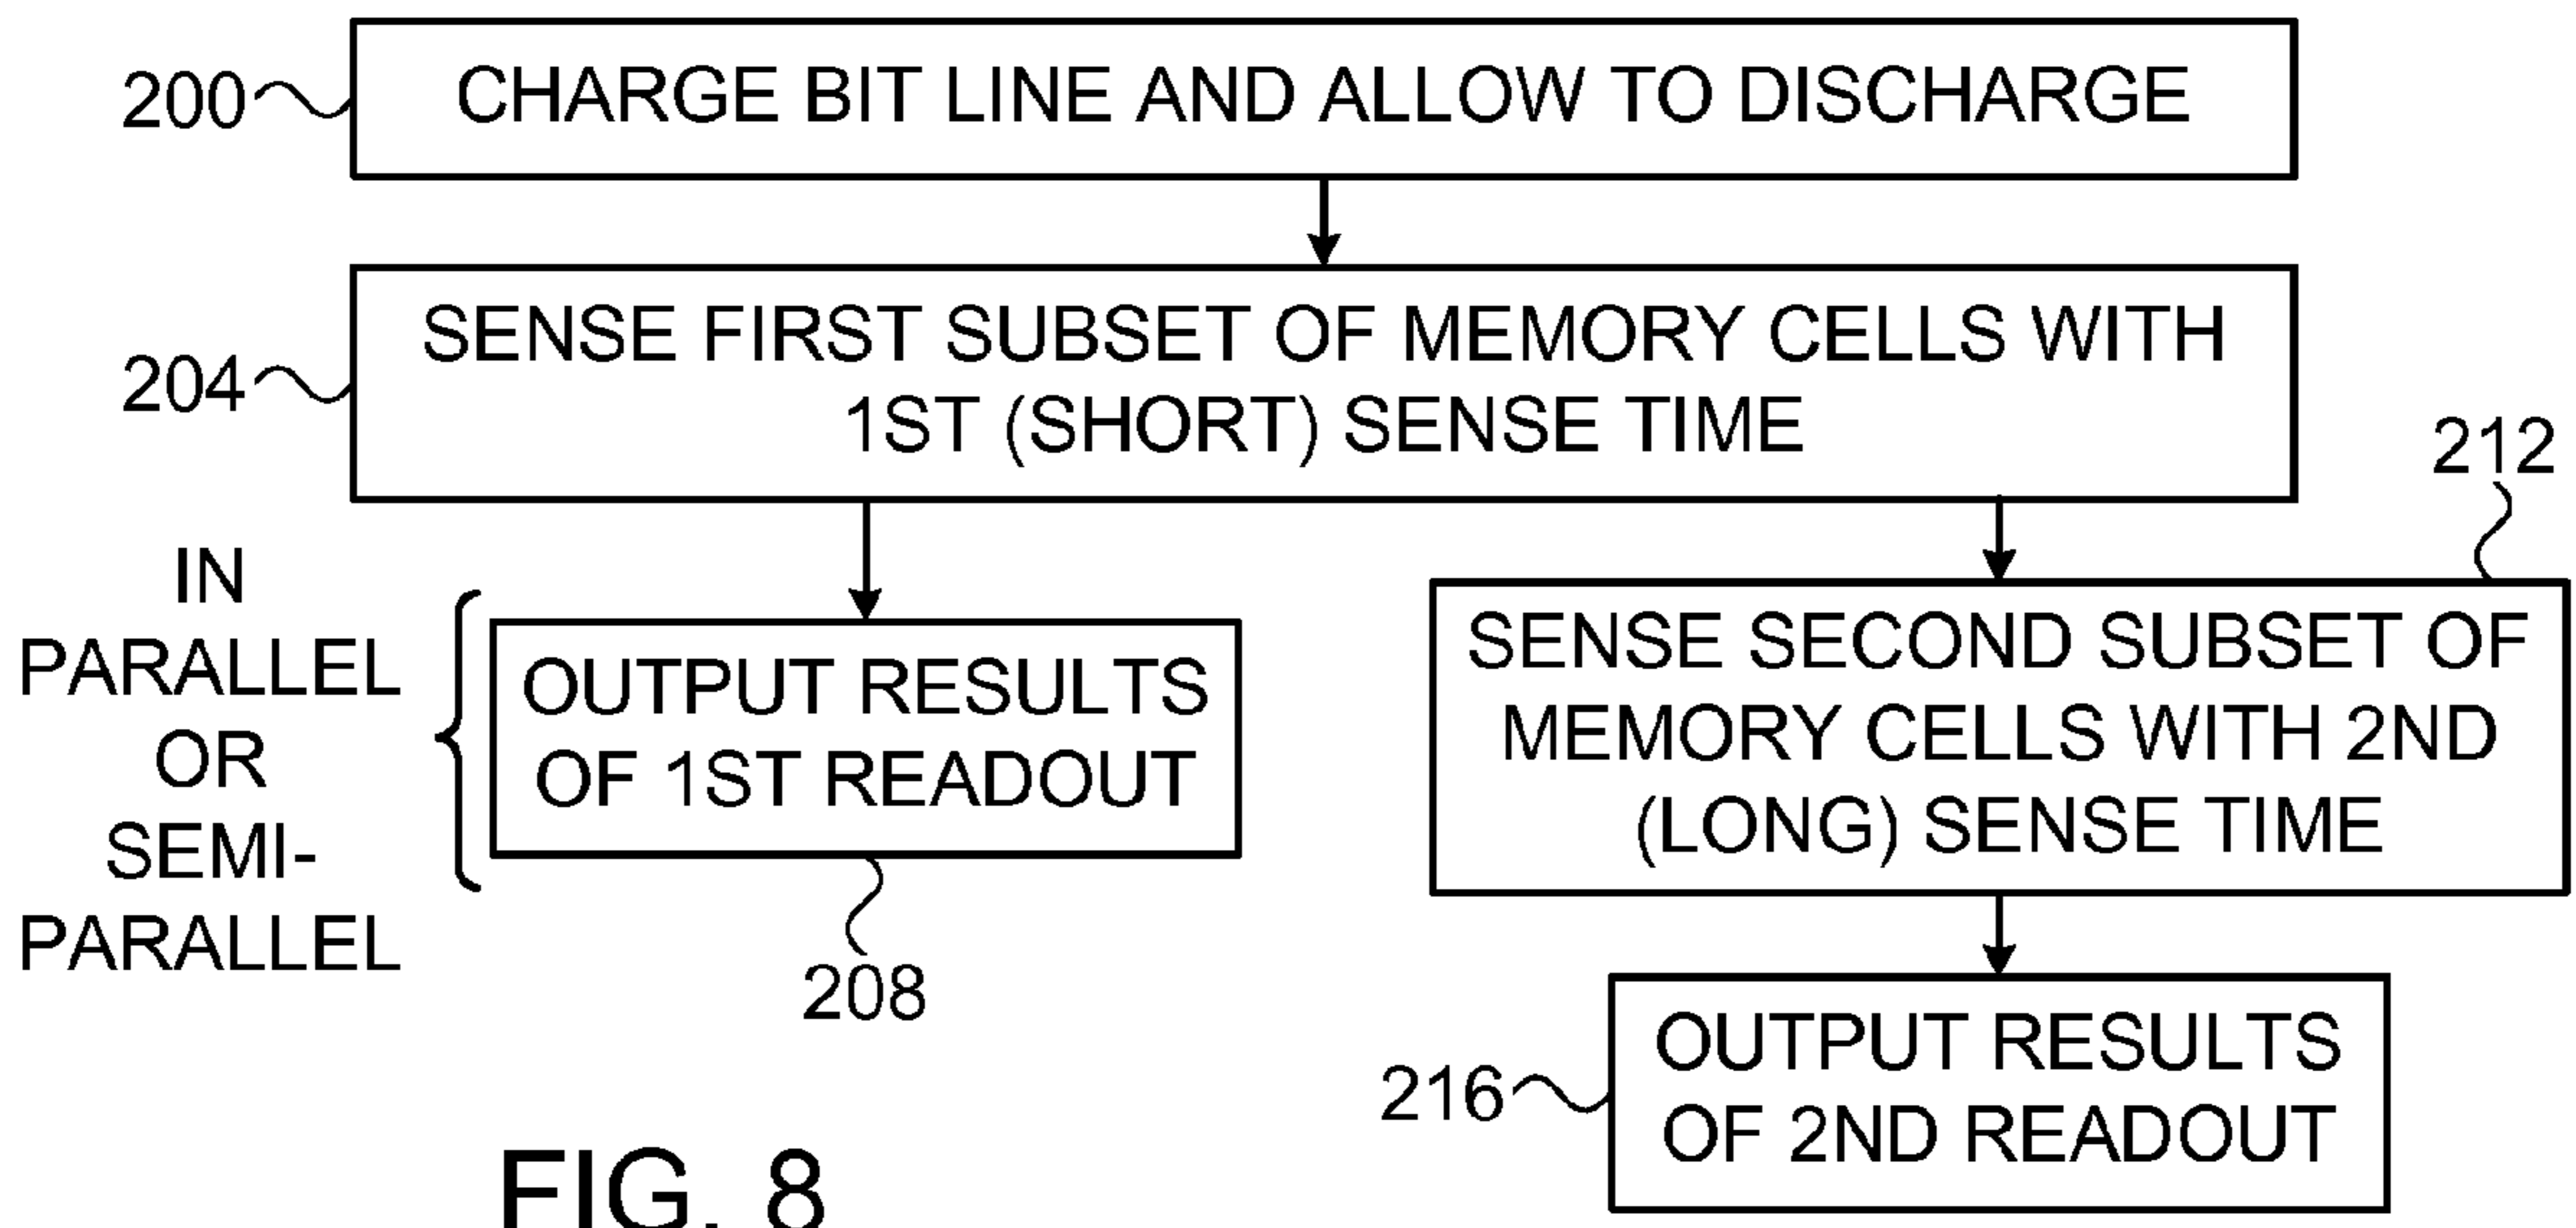 200
CHARGE BIT LINE AND ALLOW TO DISCHARGE
204
SENSE FIRST SUBSET OF MEMORY CELLS WITH
1ST (SHORT) SENSE TIME
212
IN
PARALLEL
OR
SEMI-
PARALLEL
OUTPUT RESULTS
OF 1ST READOUT
208
SENSE SECOND SUBSET OF
MEMORY CELLS WITH 2ND
(LONG) SENSE TIME
216
OUTPUT RESULTS
OF 2ND READOUT
FIG. 8